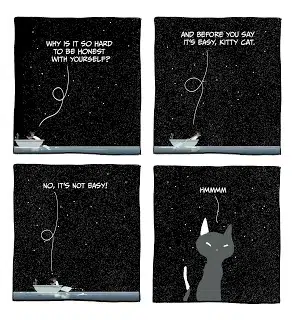 WHY IS IT SO HARD
TO BE HONEST
WITH YOURSELF?
AND BEFORE YOU SAY
IT'S EASY, KITTY CAT.
NO, IT'S NOT EASY!
HMMMM